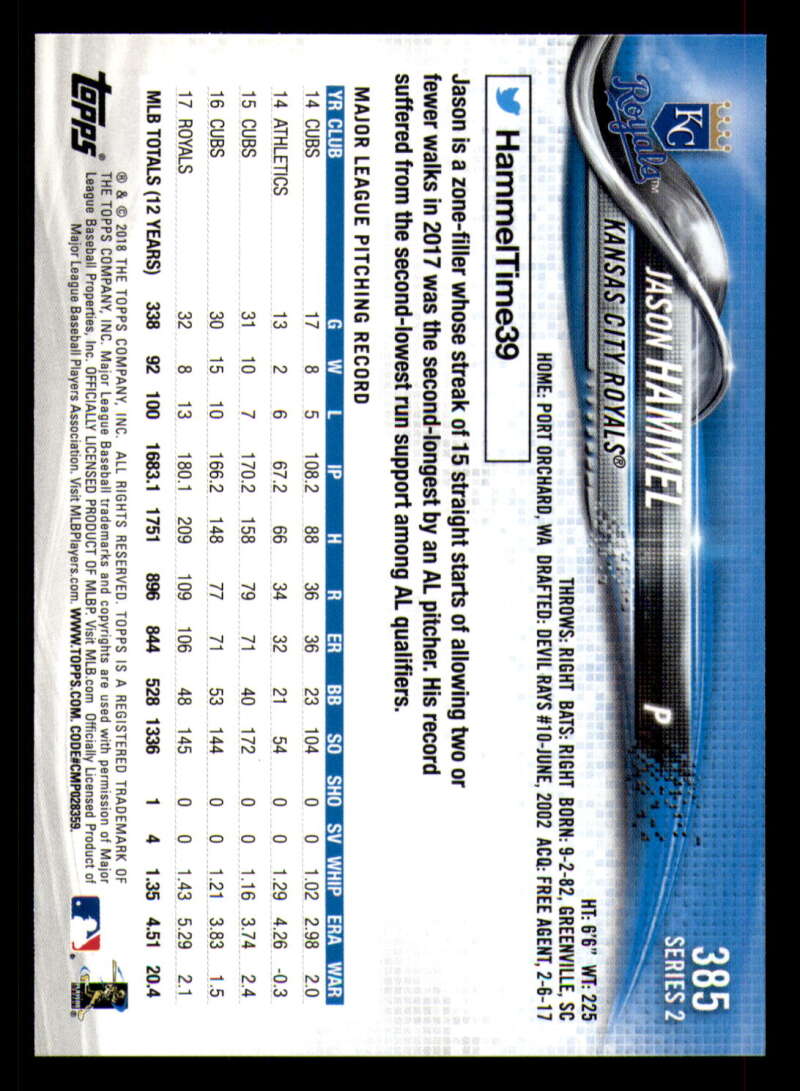 385
SERIES 2
KC
Royals™
JASON HAMMEL P
KANSAS CITY ROYALS®
HT: 6'6" WT: 225
THROWS: RIGHT BATS: RIGHT BORN: 9-2-82, GREENVILLE, SC
HOME: PORT ORCHARD, WA DRAFTED: DEVIL RAYS #10-JUNE, 2002 ACQ: FREE AGENT, 2-6-17
HammelTime39
Jason is a zone-filler whose streak of 15 straight starts of allowing two or
fewer walks in 2017 was the second-longest by an AL pitcher. His record
suffered from the second-lowest run support among AL qualifiers.
MAJOR LEAGUE PITCHING RECORD
YR CLUB G W L IP H R ER BB SO SHO SV WHIP ERA WAR
14 CUBS 17 8 5 108.2 88 36 36 23 104 0 0 1.02 2.98 2.0
14 ATHLETICS 13 2 6 67.2 66 34 32 21 54 0 0 1.29 4.26 -0.3
15 CUBS 31 10 7 170.2 158 79 71 40 172 0 0 1.16 3.74 2.4
16 CUBS 30 15 10 166.2 148 77 71 53 144 0 0 1.21 3.83 1.5
17 ROYALS 32 8 13 180.1 209 109 106 48 145 0 0 1.43 5.29 2.1
MLB TOTALS (12 YEARS) 338 92 100 1683.1 1751 896 844 528 1336 1 4 1.35 4.51 20.4
topps®
® & © 2018 THE TOPPS COMPANY, INC. ALL RIGHTS RESERVED. TOPPS IS A REGISTERED TRADEMARK OF
THE TOPPS COMPANY, INC. Major League Baseball trademarks and copyrights are used with permission of Major
League Baseball Properties, Inc. OFFICIALLY LICENSED PRODUCT OF MLBP. Visit MLB.com Officially Licensed Product of
Major League Baseball Players Association. Visit MLBPlayers.com. WWW.TOPPS.COM. CODE#CMP028359.